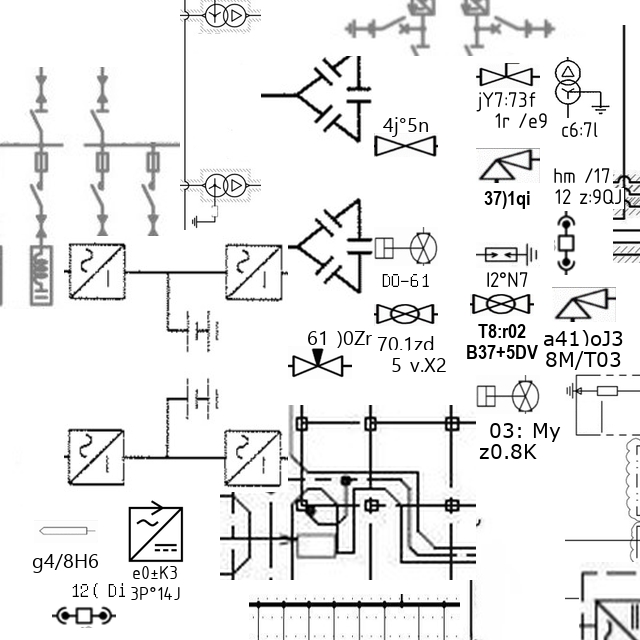 jY7:73f
1r /e9
c6:7l
4j°5n
37)1qi
hm /17
12 z:9QJ
DŪ-61
I2°N7
61 )0Zr
70.1zd
5 v.X2
T8:r02
B37+5DV
a41)oJ3
8M/T03
03: My
z0.8K
g4/8H6
e0±K3
3P°14J
12( Di